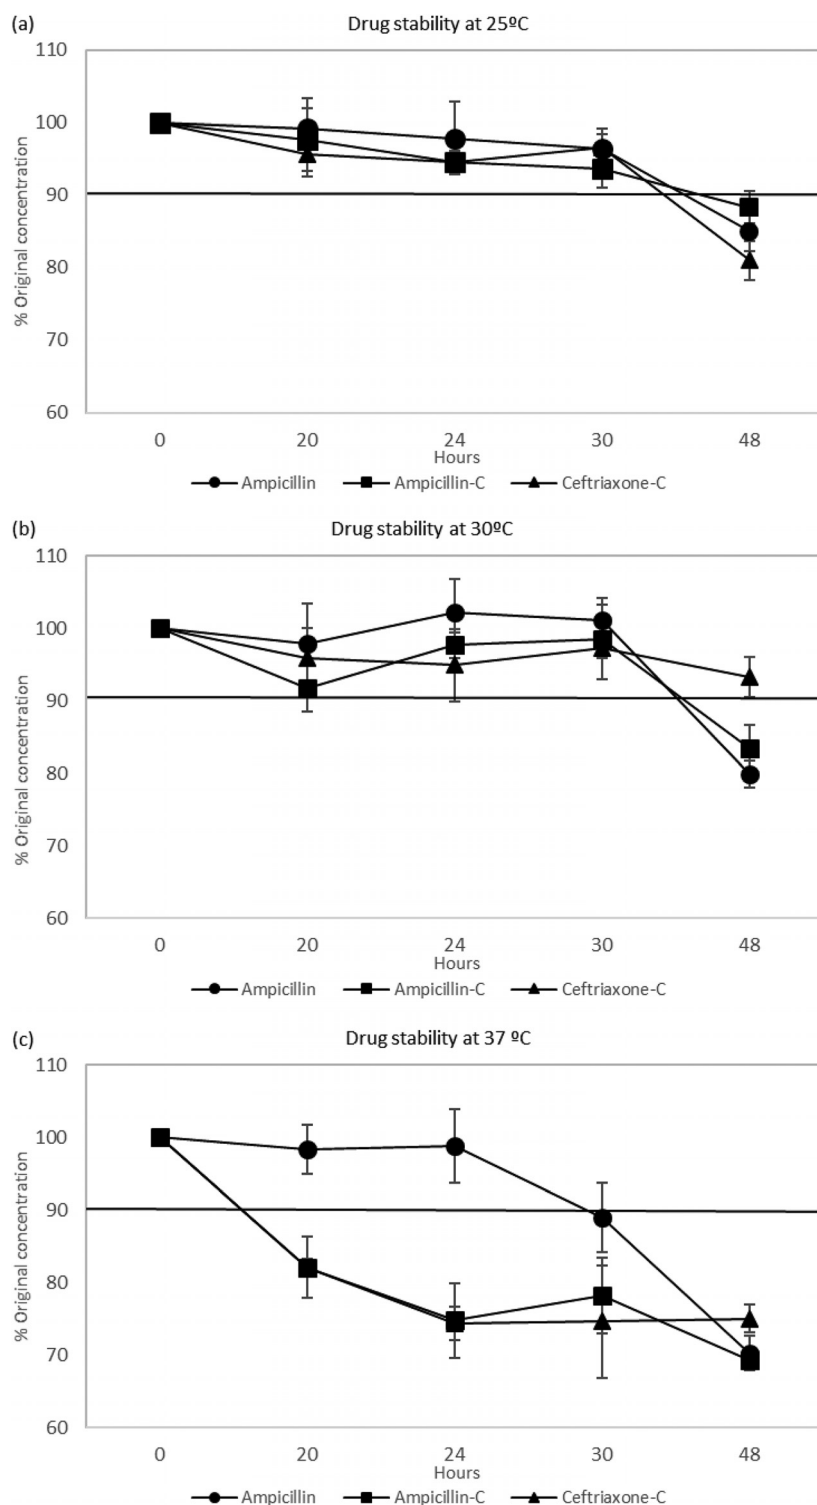 (a)
Drug stability at 25ºC
110
100
90
80
70
60
% Original concentration
0 20 24 30 48
Hours
Ampicillin Ampicillin-C Ceftriaxone-C
(b)
Drug stability at 30ºC
110
100
90
80
70
60
% Original concentration
0 20 24 30 48
Hours
Ampicillin Ampicillin-C Ceftriaxone-C
(c)
Drug stability at 37 ºC
110
100
90
80
70
60
% Original concentration
0 20 24 30 48
Hours
Ampicillin Ampicillin-C Ceftriaxone-C